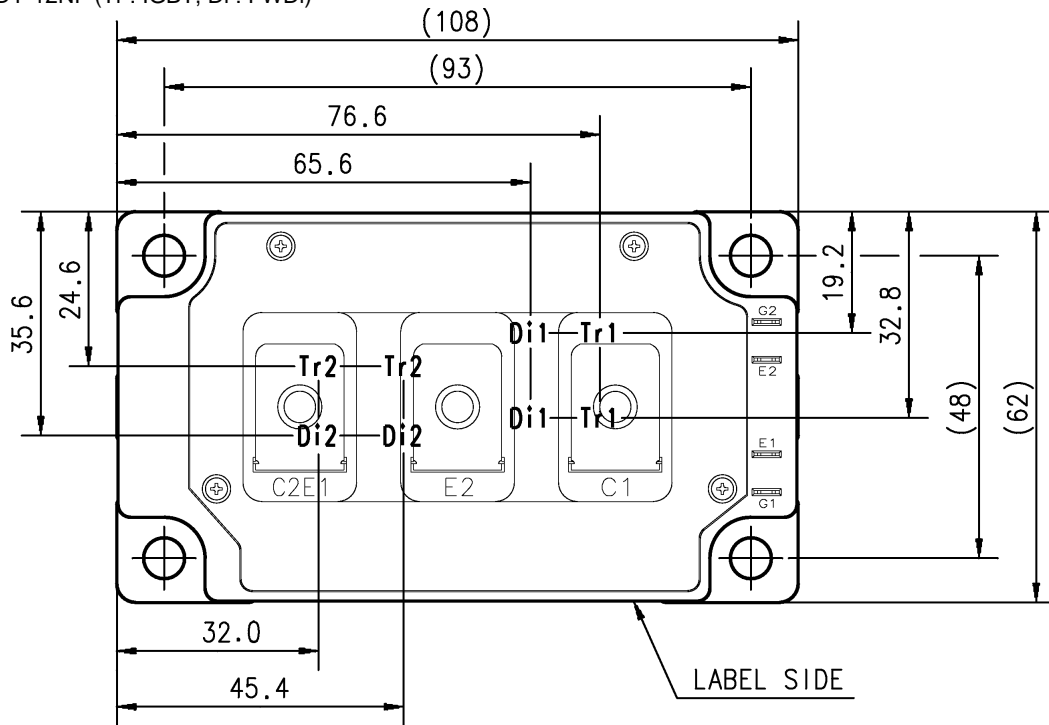 (108)
(93)
76.6
65.6
35.6
24.6
19.2
32.8
(48)
(62)
G2
E2
E1
G1
Di1 Tr1
Tr2 Tr2
Di1 Tr1
Di2 Di2
C2E1 E2 C1
32.0
45.4
LABEL SIDE